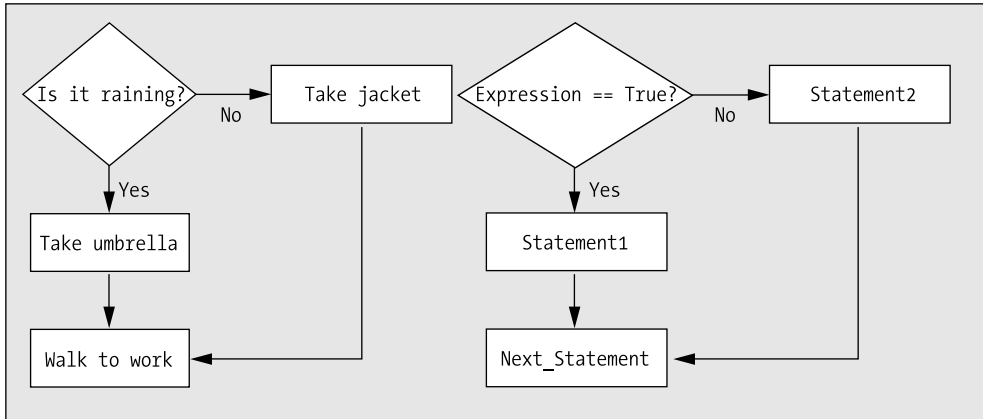 Is it raining?
No
Take jacket
Yes
Take umbrella
Walk to work
Expression == True?
No
Statement2
Yes
Statement1
Next_Statement